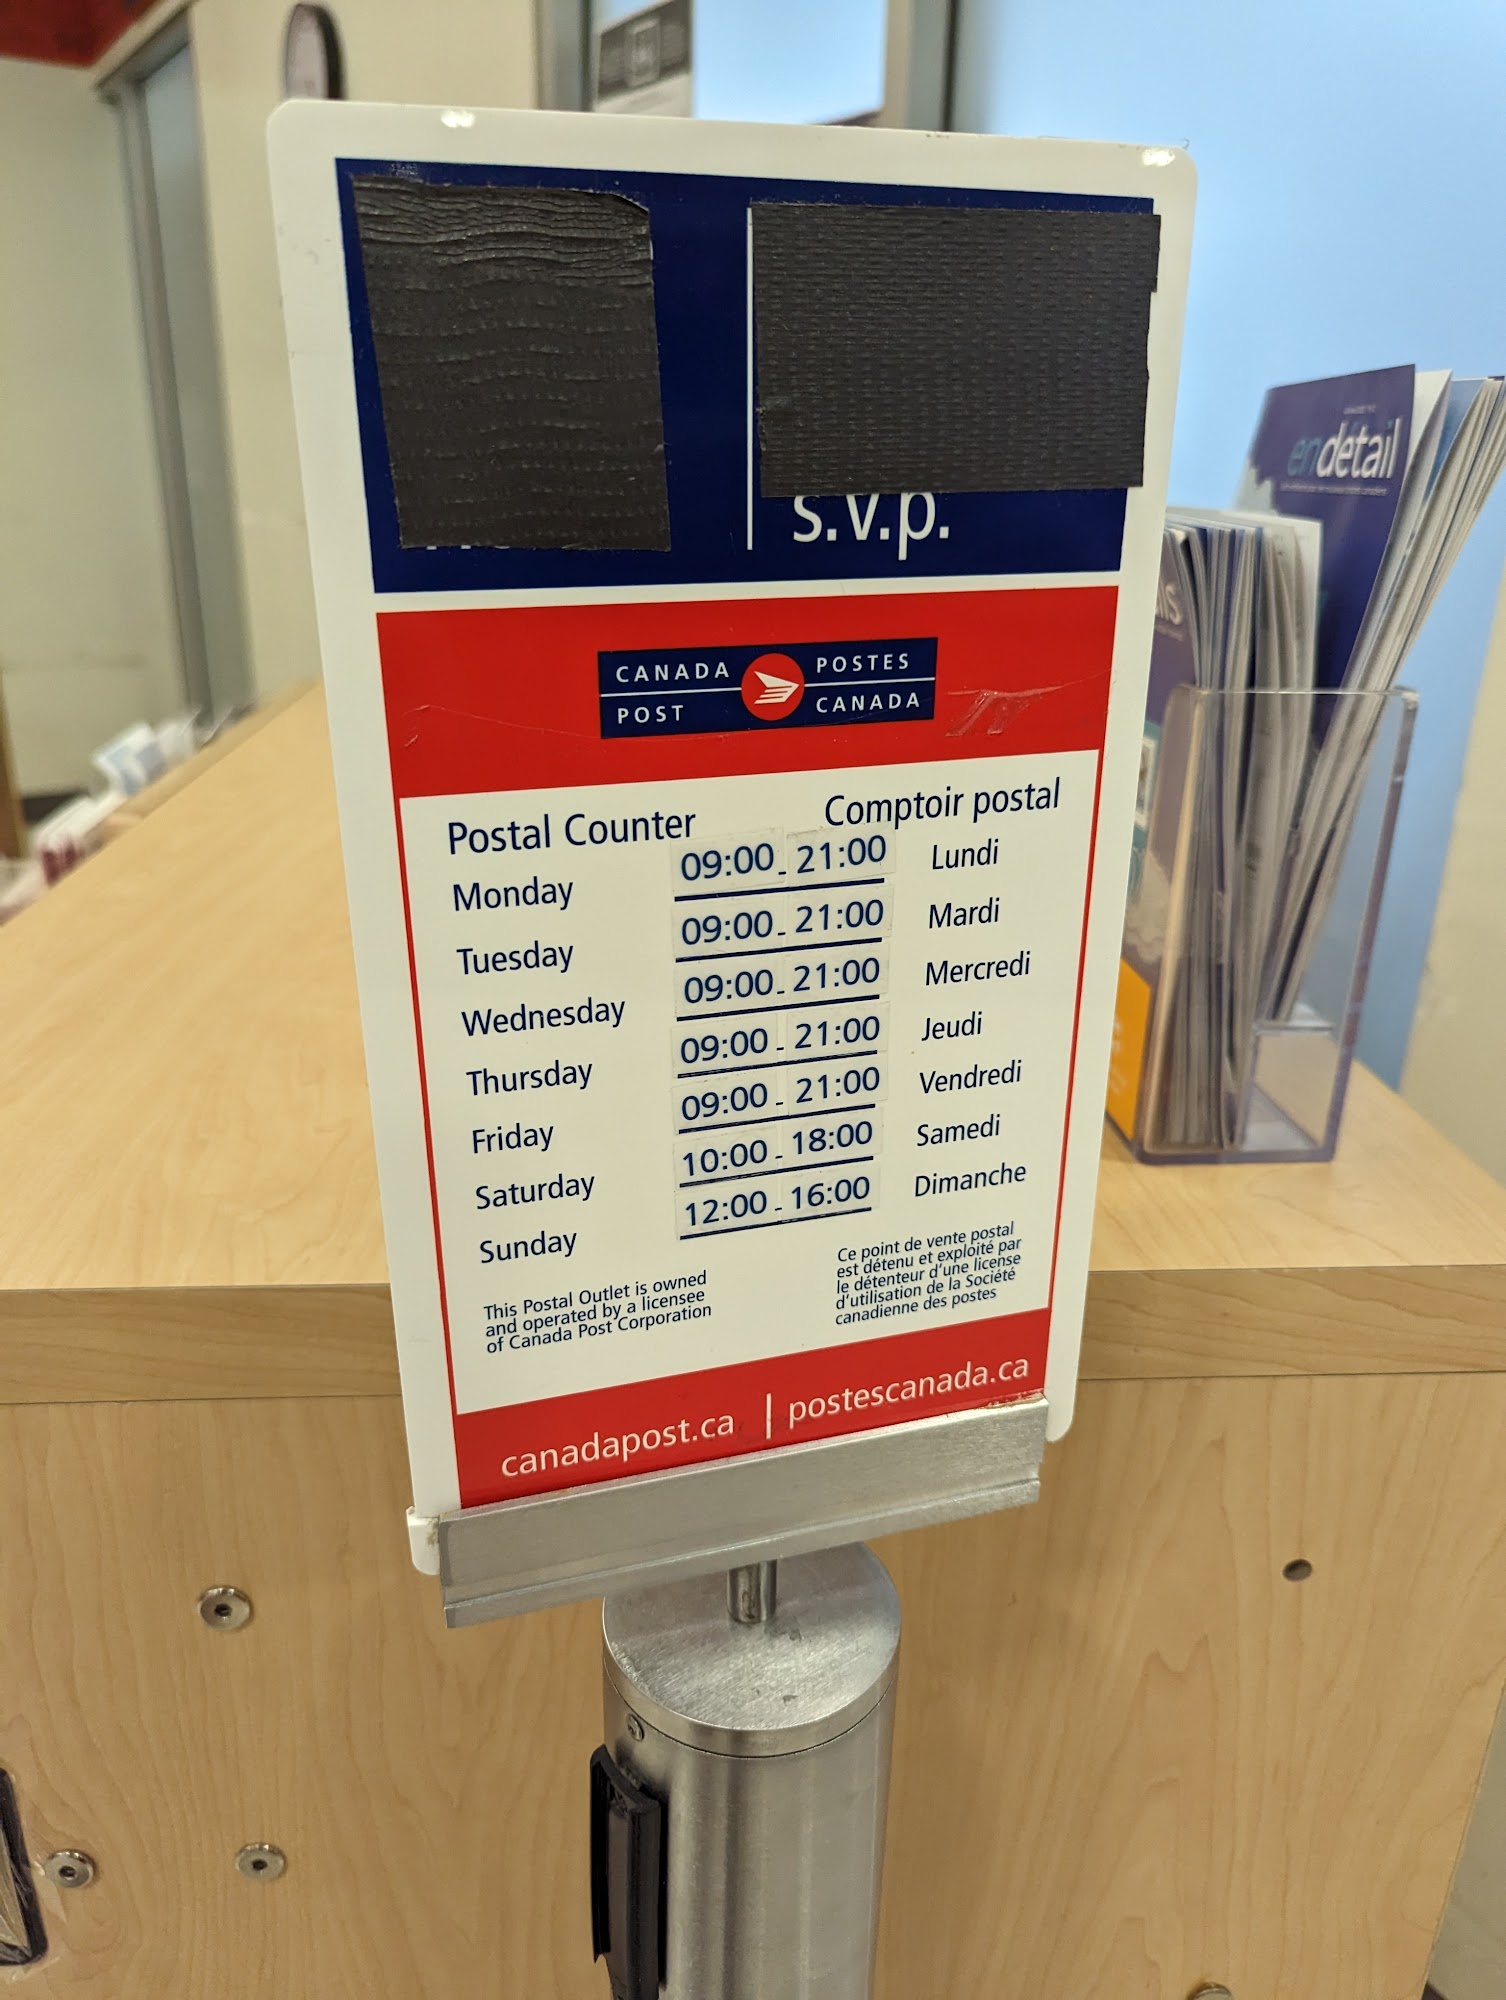 s.v.p.
CANADA POST
POSTES CANADA
Postal Counter
Comptoir postal
Monday 09:00 - 21:00 Lundi
Tuesday 09:00 - 21:00 Mardi
Wednesday 09:00 - 21:00 Mercredi
Thursday 09:00 - 21:00 Jeudi
Friday 09:00 - 21:00 Vendredi
Saturday 10:00 - 18:00 Samedi
Sunday 12:00 - 16:00 Dimanche
This Postal Outlet is owned
and operated by a licensee
of Canada Post Corporation
Ce point de vente postal
est détenu et exploité par
le détenteur d'une license
d'utilisation de la Société
canadienne des postes
canadapost.ca | postescanada.ca
endétail